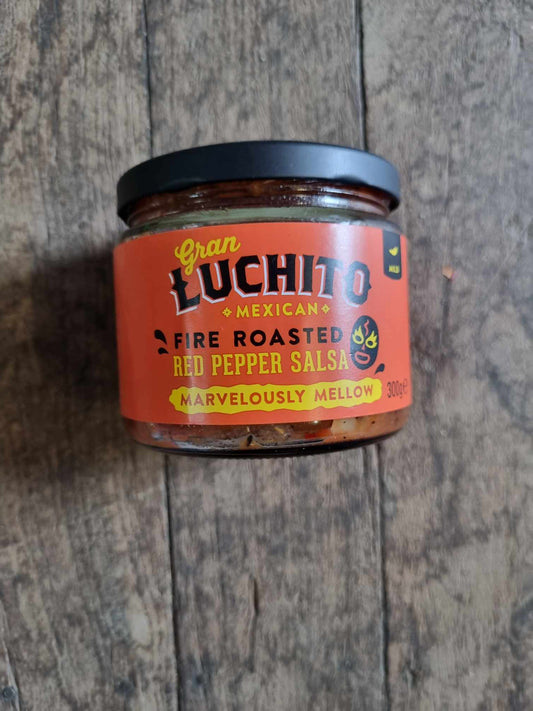 Gran
LUCHITO
MEXICAN
MILD
FIRE ROASTED
RED PEPPER SALSA
MARVELOUSLY MELLOW
300g℮